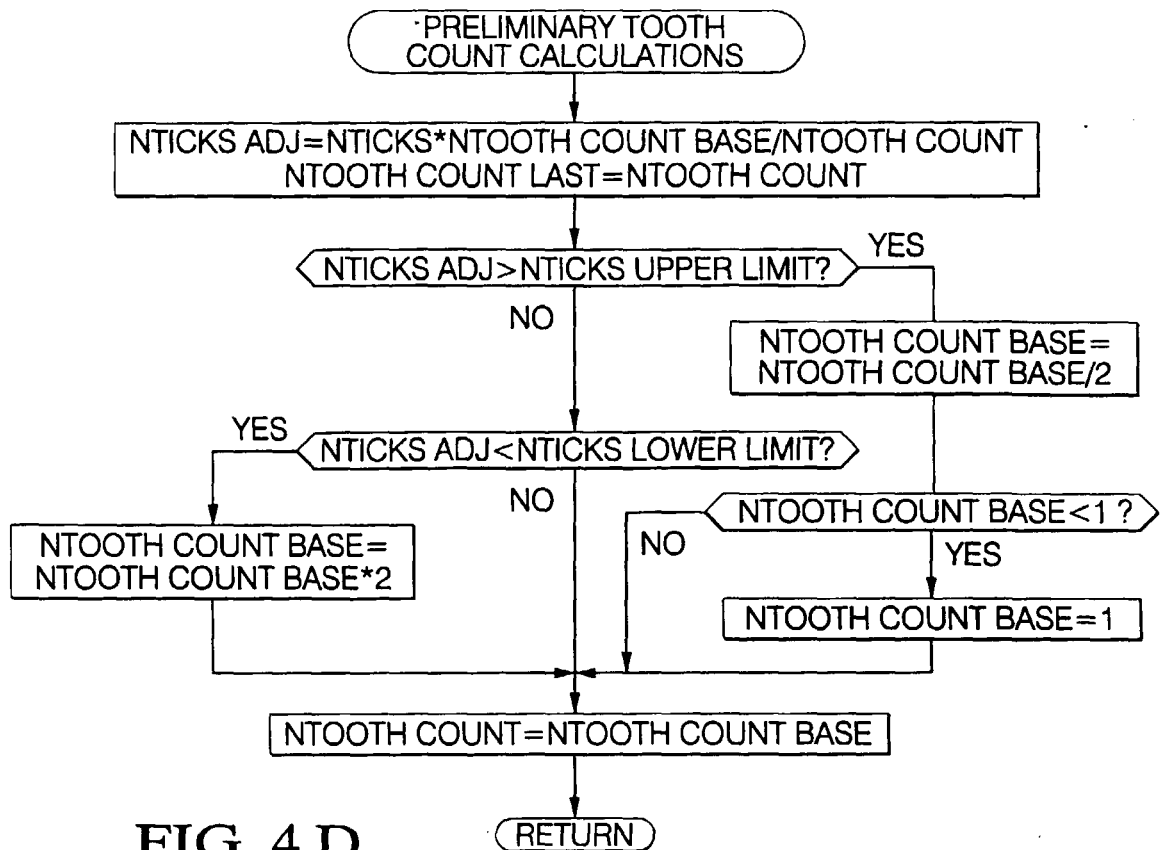 PRELIMINARY TOOTH
COUNT CALCULATIONS
NTICKS ADJ=NTICKS*NTOOTH COUNT BASE/NTOOTH COUNT
NTOOTH COUNT LAST=NTOOTH COUNT
NTICKS ADJ>NTICKS UPPER LIMIT?
YES
NO
NTOOTH COUNT BASE=
NTOOTH COUNT BASE/2
YES
NTICKS ADJ<NTICKS LOWER LIMIT?
NO
NTOOTH COUNT BASE<1 ?
NO
YES
NTOOTH COUNT BASE=
NTOOTH COUNT BASE*2
NTOOTH COUNT BASE=1
NTOOTH COUNT=NTOOTH COUNT BASE
RETURN
FIG. 4 D